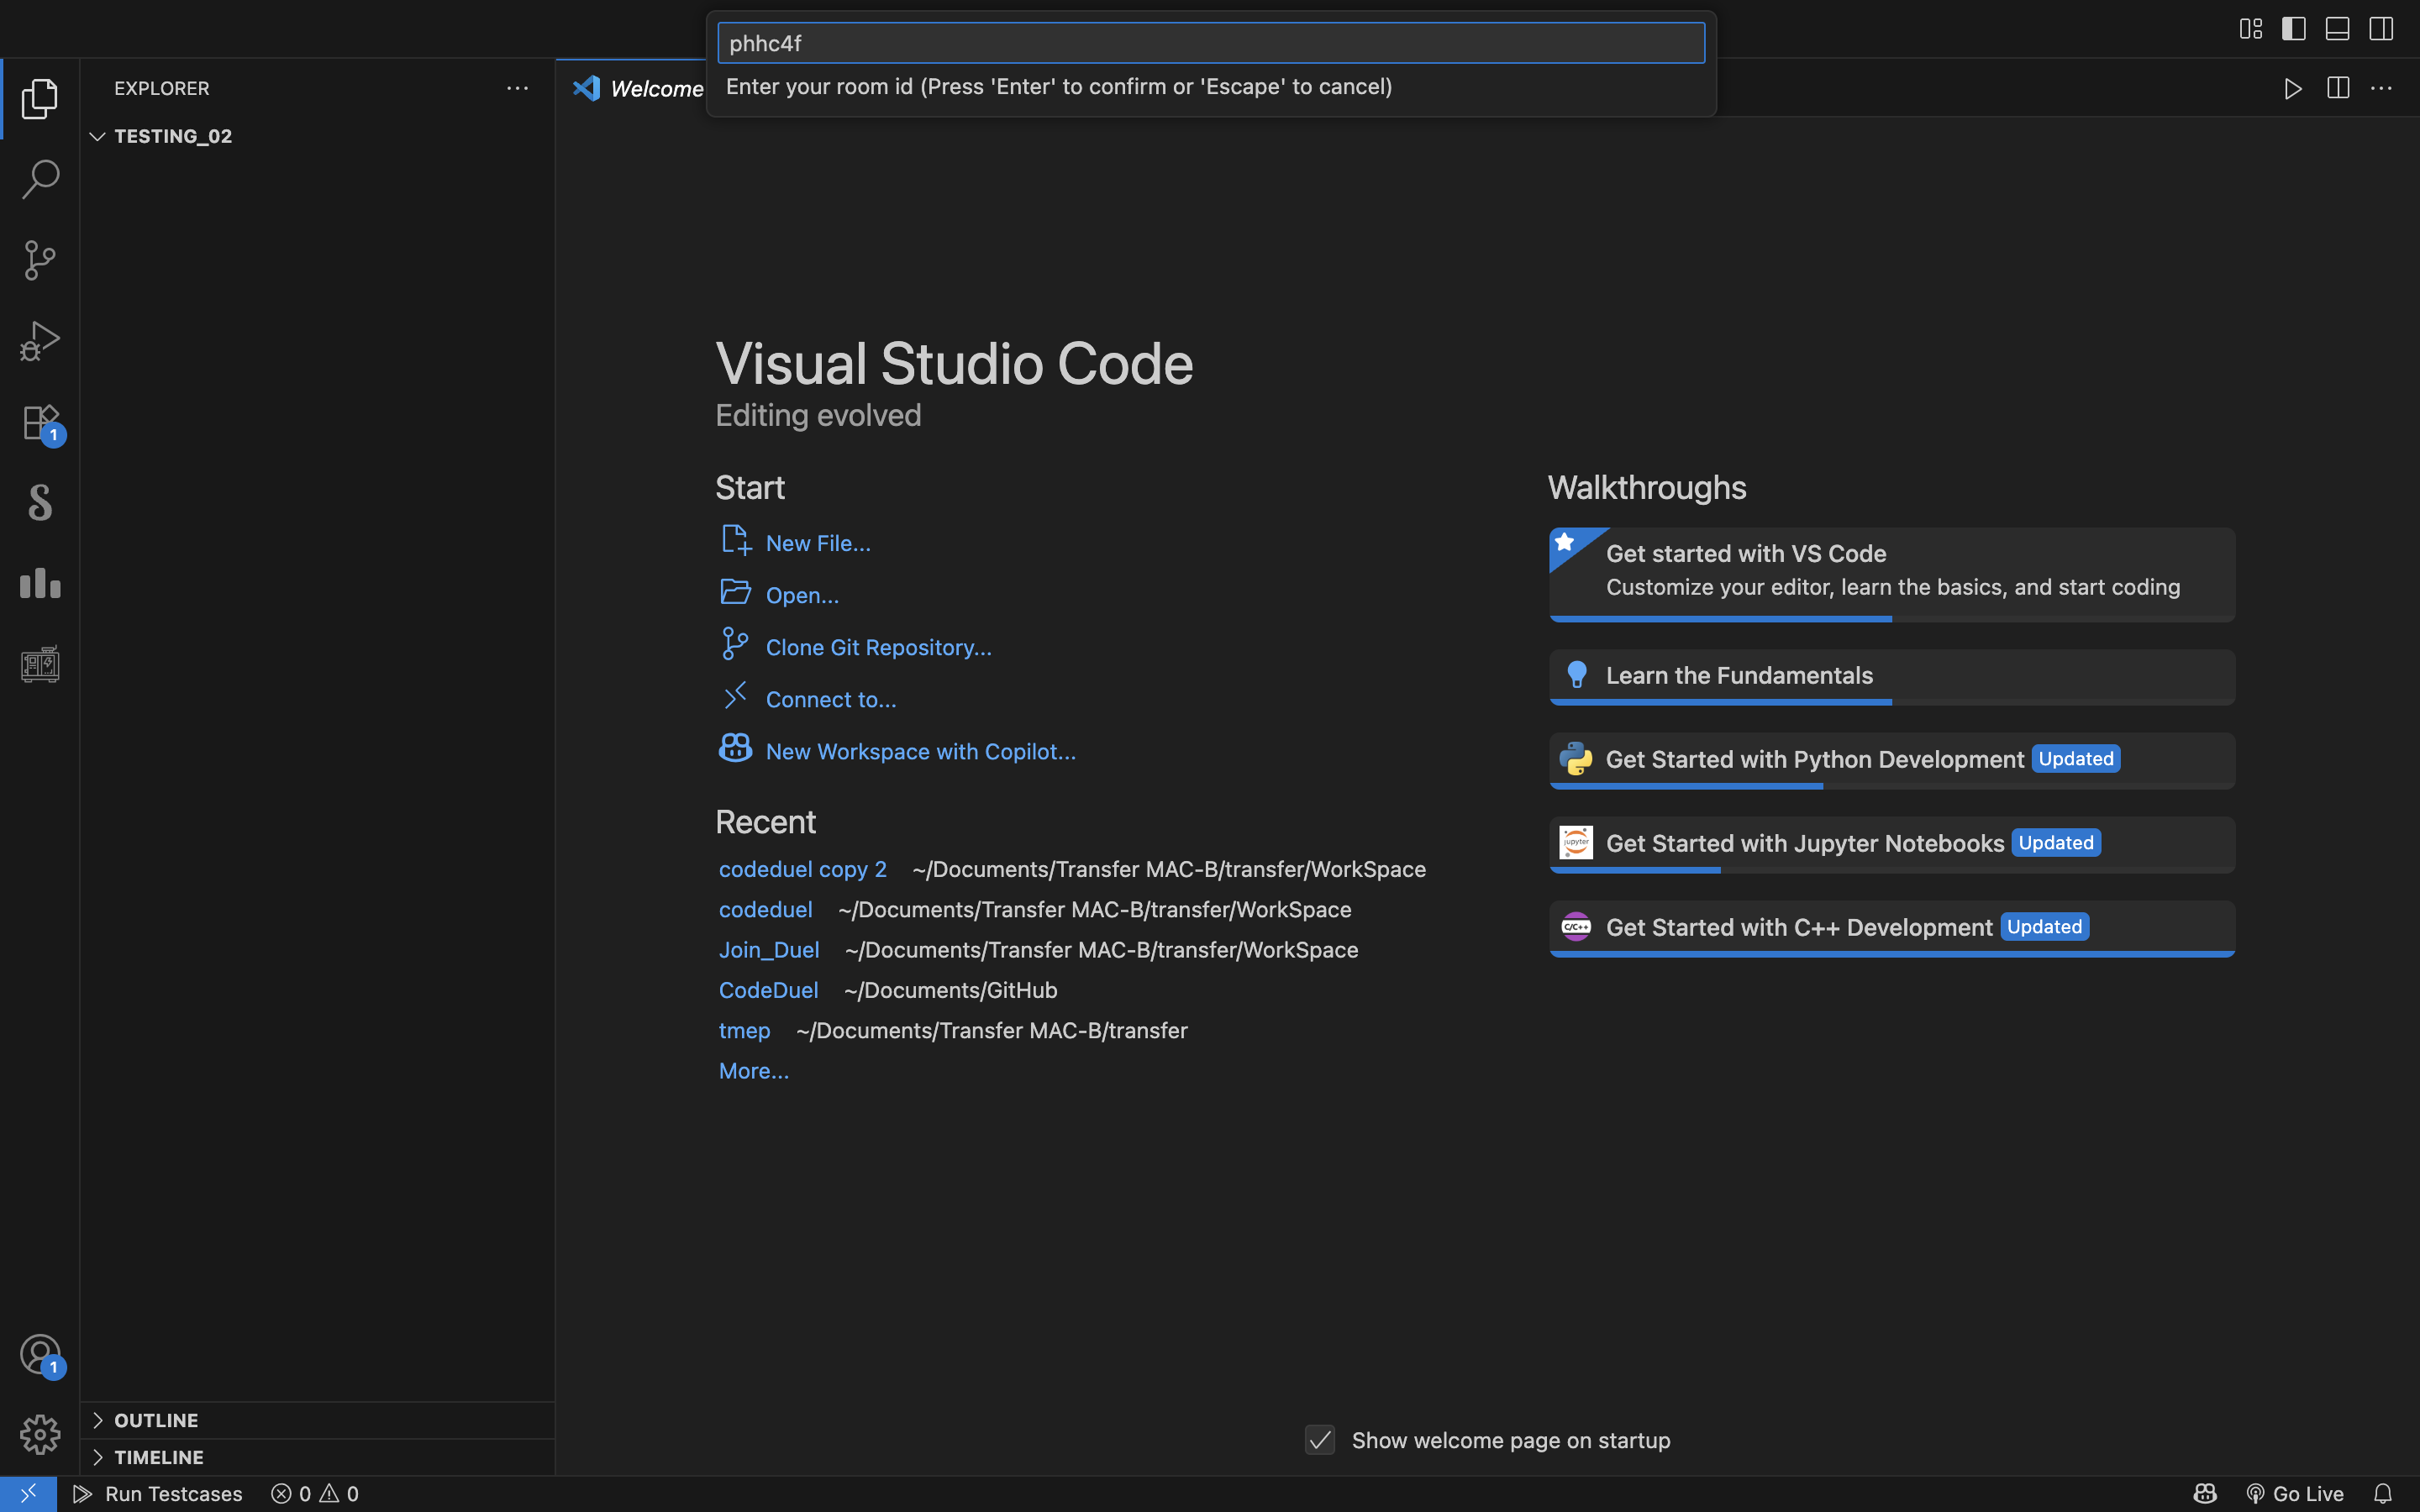 phhc4f
Enter your room id (Press 'Enter' to confirm or 'Escape' to cancel)
EXPLORER
Welcome
TESTING_02
1
Visual Studio Code
Editing evolved
Start
New File...
Open...
Clone Git Repository...
Connect to...
New Workspace with Copilot...
Recent
codeduel copy 2 ~/Documents/Transfer MAC-B/transfer/WorkSpace
codeduel ~/Documents/Transfer MAC-B/transfer/WorkSpace
Join_Duel ~/Documents/Transfer MAC-B/transfer/WorkSpace
CodeDuel ~/Documents/GitHub
tmep ~/Documents/Transfer MAC-B/transfer
More...
Walkthroughs
Get started with VS Code
Customize your editor, learn the basics, and start coding
Learn the Fundamentals
Get Started with Python Development Updated
jupyter
Get Started with Jupyter Notebooks Updated
C/C++
Get Started with C++ Development Updated
1
OUTLINE
TIMELINE
Show welcome page on startup
Run Testcases 0 0
Go Live